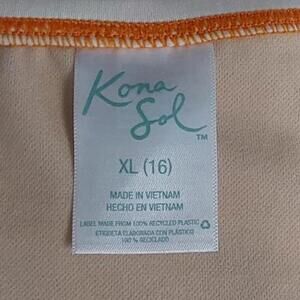 Kona
Sol ™
XL (16)
MADE IN VIETNAM
HECHO EN VIETNAM
LABEL MADE FROM 100% RECYCLED PLASTIC
ETIQUETA ELABORADA CON PLÁSTICO
100 % RECICLADO